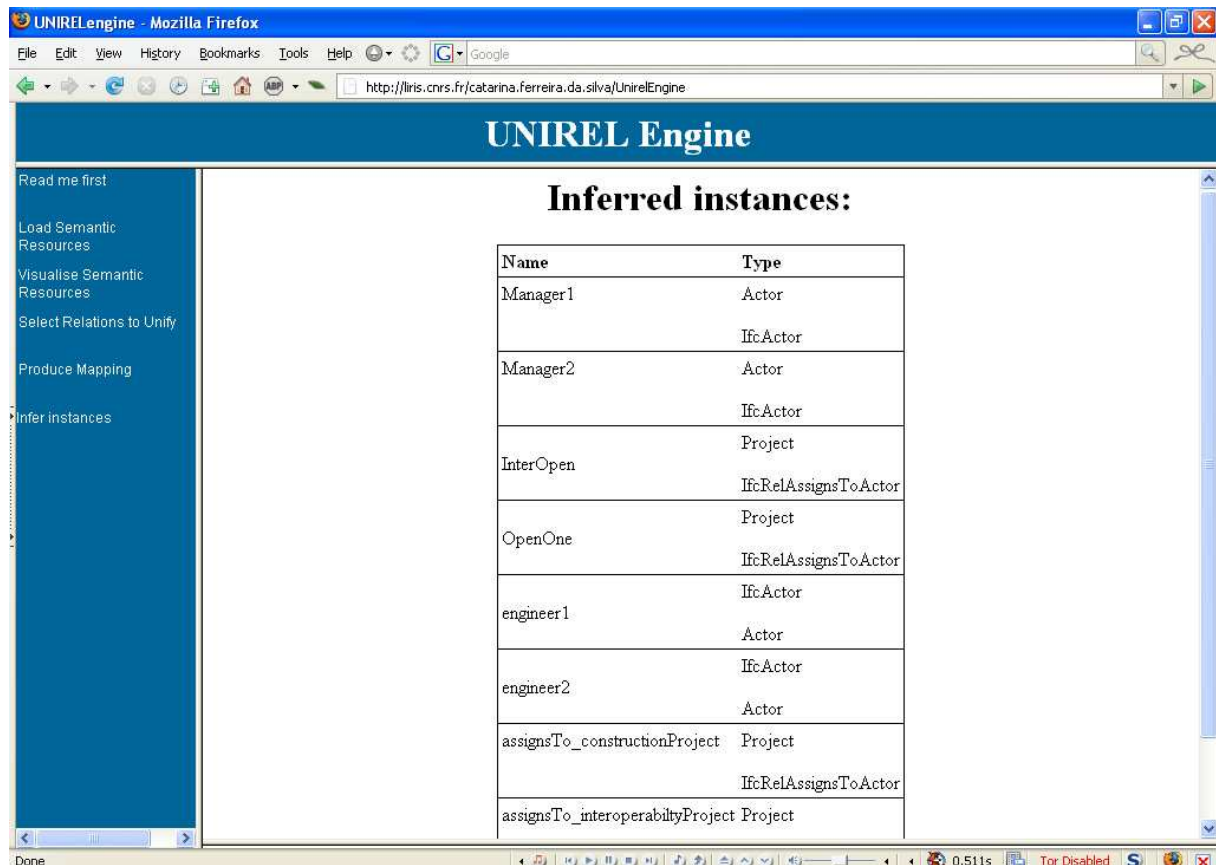 UNIRELengine - Mozilla Firefox
File Edit View History Bookmarks Tools Help G Google
ABP http://liris.cnrs.fr/catarina.ferreira.da.silva/UnirelEngine
UNIREL Engine
Read me first
Load Semantic
Resources
Visualise Semantic
Resources
Select Relations to Unify
Produce Mapping
Infer instances
Inferred instances:
Name Type
Manager1 Actor
IfcActor
Manager2 Actor
IfcActor
InterOpen Project
IfcRelAssignsToActor
OpenOne Project
IfcRelAssignsToActor
engineer1 IfcActor
Actor
engineer2 IfcActor
Actor
assignsTo_constructionProject Project
IfcRelAssignsToActor
assignsTo_interoperabiltyProject Project
Done 0.511s Tor Disabled S